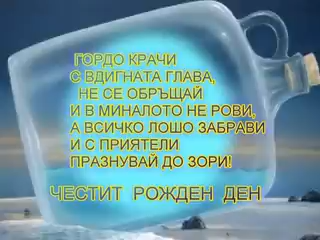 ГОРДО КРАЧИ
С ВДИГНАТА ГЛАВА,
НЕ СЕ ОБРЪЩАЙ
И В МИНАЛОТО НЕ РОВИ,
А ВСИЧКО ЛОШО ЗАБРАВИ
И С ПРИЯТЕЛИ
ПРАЗНУВАЙ ДО ЗОРИ!
ЧЕСТИТ РОЖДЕН ДЕН